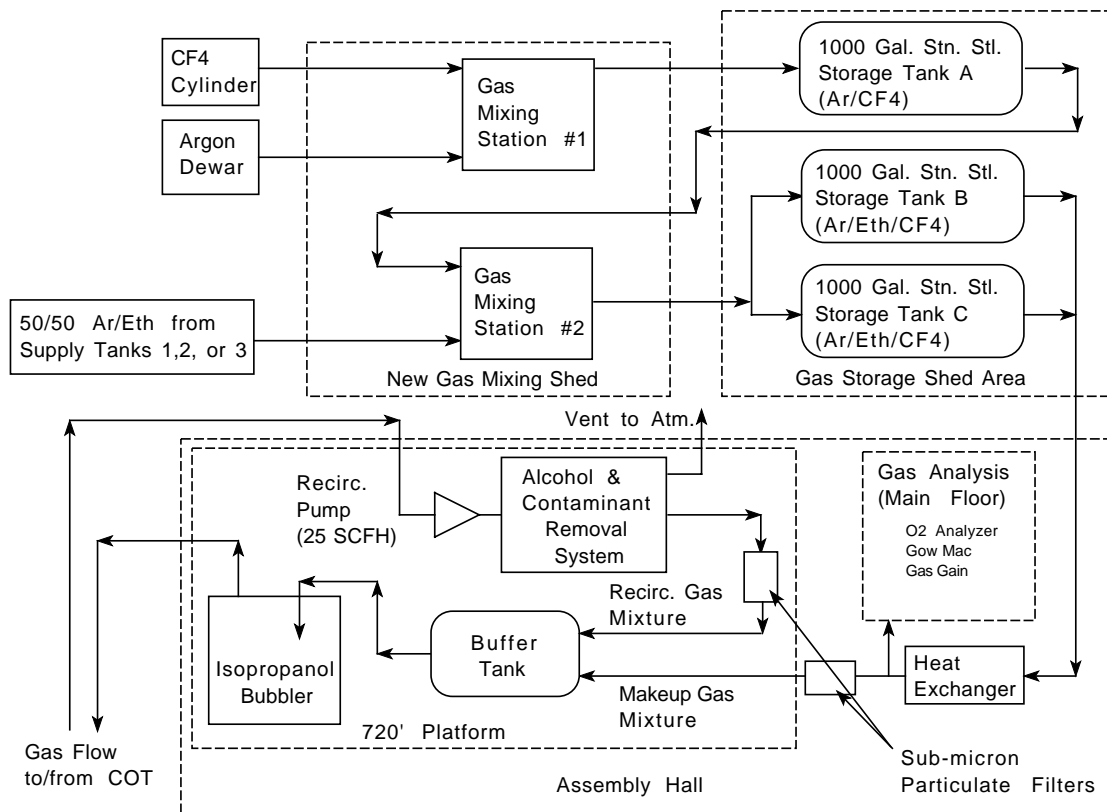 CF4
Cylinder
Argon
Dewar
Gas
Mixing
Station #1
1000 Gal. Stn. Stl.
Storage Tank A
(Ar/CF4)
1000 Gal. Stn. Stl.
Storage Tank B
(Ar/Eth/CF4)
Gas
Mixing
Station #2
1000 Gal. Stn. Stl.
Storage Tank C
(Ar/Eth/CF4)
50/50 Ar/Eth from
Supply Tanks 1,2, or 3
New Gas Mixing Shed
Gas Storage Shed Area
Vent to Atm.
Recirc.
Pump
(25 SCFH)
Alcohol &
Contaminant
Removal
System
Gas Analysis
(Main Floor)
O2 Analyzer
Gow Mac
Gas Gain
Recirc. Gas
Mixture
Isopropanol
Bubbler
Buffer
Tank
Heat
Exchanger
Makeup Gas
Mixture
720' Platform
Gas Flow
to/from COT
Sub-micron
Particulate Filters
Assembly Hall